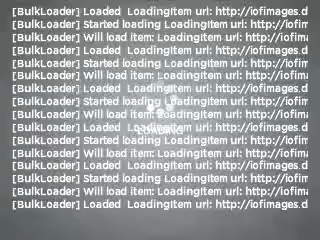 [BulkLoader] Loaded LoadingItem url: http://iofimages.d
[BulkLoader] Started loading LoadingItem url: http://iofim
[BulkLoader] Will load item: LoadingItem url: http://iofima
[BulkLoader] Loaded LoadingItem url: http://iofimages.d
[BulkLoader] Started loading LoadingItem url: http://iofim
[BulkLoader] Will load item: LoadingItem url: http://iofima
[BulkLoader] Loaded LoadingItem url: http://iofimages.d
[BulkLoader] Started loading LoadingItem url: http://iofim
[BulkLoader] Will load item: LoadingItem url: http://iofima
[BulkLoader] Loaded LoadingItem url: http://iofimages.d
LOADING
[BulkLoader] Started loading LoadingItem url: http://iofim
[BulkLoader] Will load item: LoadingItem url: http://iofima
[BulkLoader] Loaded LoadingItem url: http://iofimages.d
[BulkLoader] Started loading LoadingItem url: http://iofim
[BulkLoader] Will load item: LoadingItem url: http://iofima
[BulkLoader] Loaded LoadingItem url: http://iofimages.d